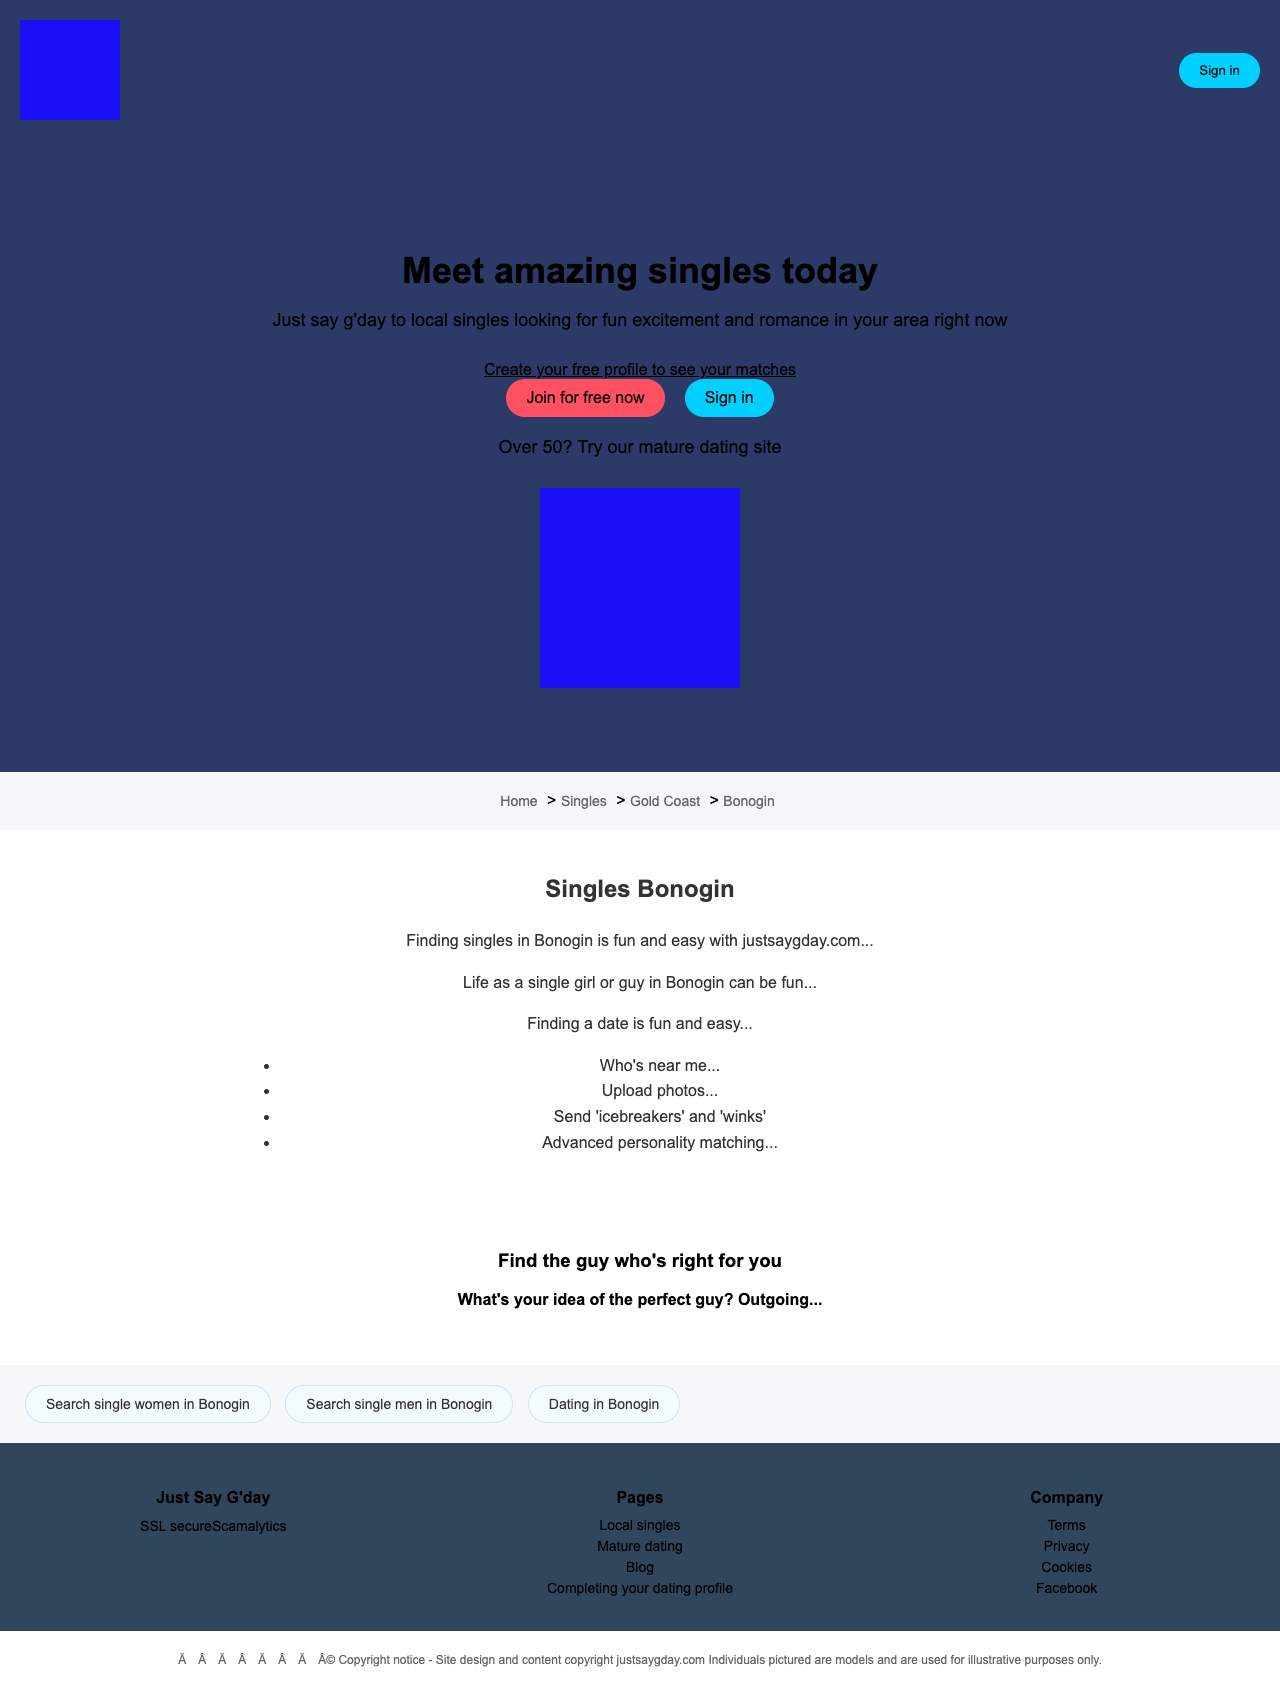 Sign in
Meet amazing singles today
Just say g'day to local singles looking for fun excitement and romance in your area right now
Create your free profile to see your matches
Join for free now Sign in
Over 50? Try our mature dating site
Home > Singles > Gold Coast > Bonogin
Singles Bonogin
Finding singles in Bonogin is fun and easy with justsaygday.com...
Life as a single girl or guy in Bonogin can be fun...
Finding a date is fun and easy...
• Who's near me...
• Upload photos...
• Send 'icebreakers' and 'winks'
• Advanced personality matching...
Find the guy who's right for you
What's your idea of the perfect guy? Outgoing...
Search single women in Bonogin Search single men in Bonogin Dating in Bonogin
Just Say G'day
SSL secureScamalytics
Pages
Local singles
Mature dating
Blog
Completing your dating profile
Company
Terms
Privacy
Cookies
Facebook
Ã Â Ã Â Ã Â Ã Â© Copyright notice - Site design and content copyright justsaygday.com Individuals pictured are models and are used for illustrative purposes only.